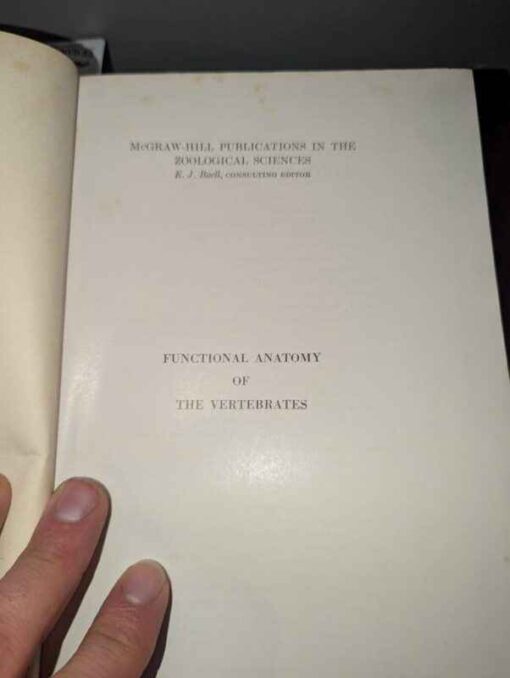 McGRAW-HILL PUBLICATIONS IN THE
ZOOLOGICAL SCIENCES
E. J. Boell, CONSULTING EDITOR
FUNCTIONAL ANATOMY
OF
THE VERTEBRATES